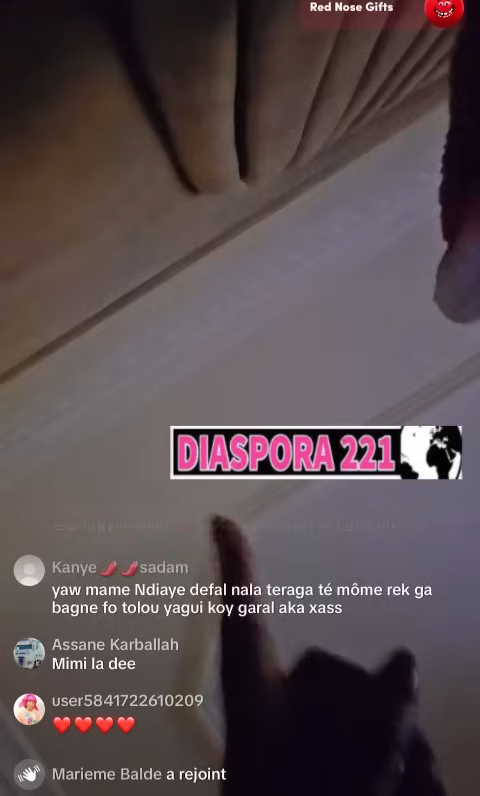 Red Nose Gifts
DIASPORA 221
Kanye🌶️🌶️sadam
yaw mame Ndiaye defal nala teraga té môme rek ga
bagne fo tolou yagui koy garal aka xass
Assane Karballah
Mimi la dee
user5841722610209
❤️❤️❤️❤️
Marieme Balde a rejoint